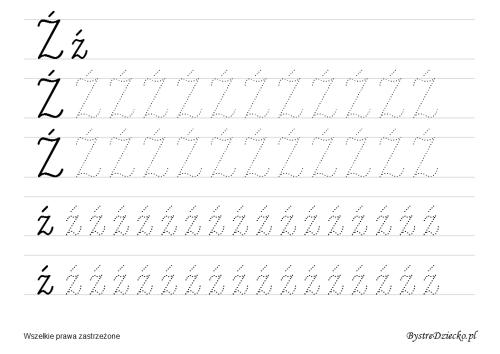 Ź ź
Ź Ź Ź Ź Ź Ź Ź Ź Ź Ź Ź Ź
Ź Ź Ź Ź Ź Ź Ź Ź Ź Ź Ź Ź
ź ź ź ź ź ź ź ź ź ź ź ź ź ź ź ź ź
ź ź ź ź ź ź ź ź ź ź ź ź ź ź ź ź ź
Wszelkie prawa zastrzeżone
BystreDziecko.pl